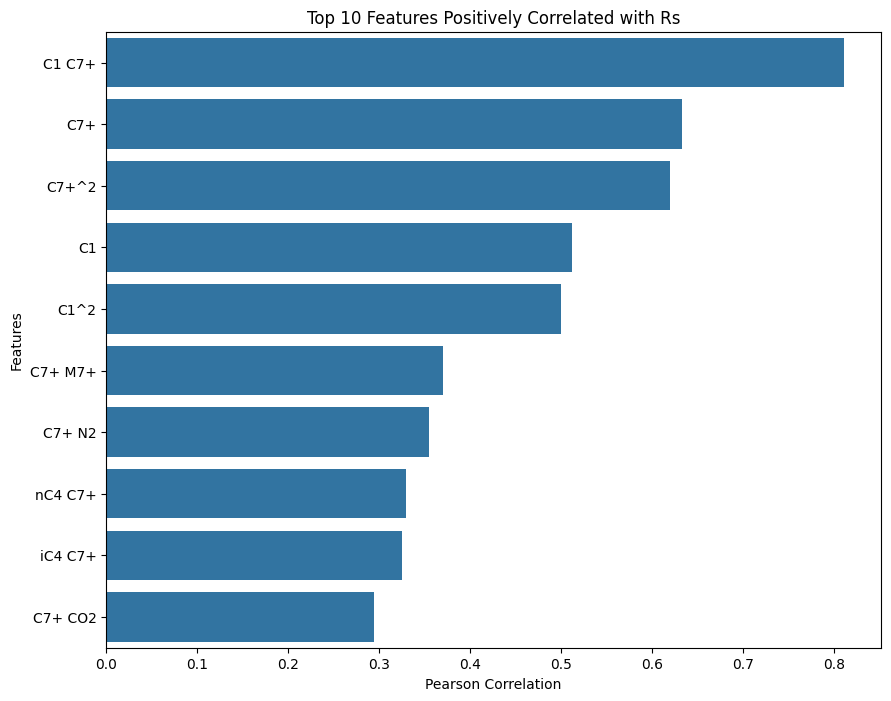 Top 10 Features Positively Correlated with Rs
Features
C1 C7+
C7+
C7+^2
C1
C1^2
C7+ M7+
C7+ N2
nC4 C7+
iC4 C7+
C7+ CO2
0.0 0.1 0.2 0.3 0.4 0.5 0.6 0.7 0.8
Pearson Correlation